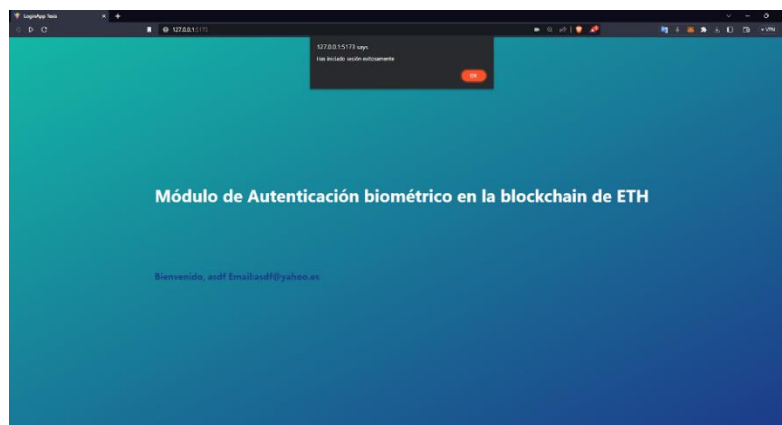 LoginApp Tesis
127.0.0.1:5173
VPN
127.0.0.1:5173 says
Has iniciado sesión exitosamente
OK
Módulo de Autenticación biométrico en la blockchain de ETH
Bienvenido, asdf Email:asdf@yahoo.es